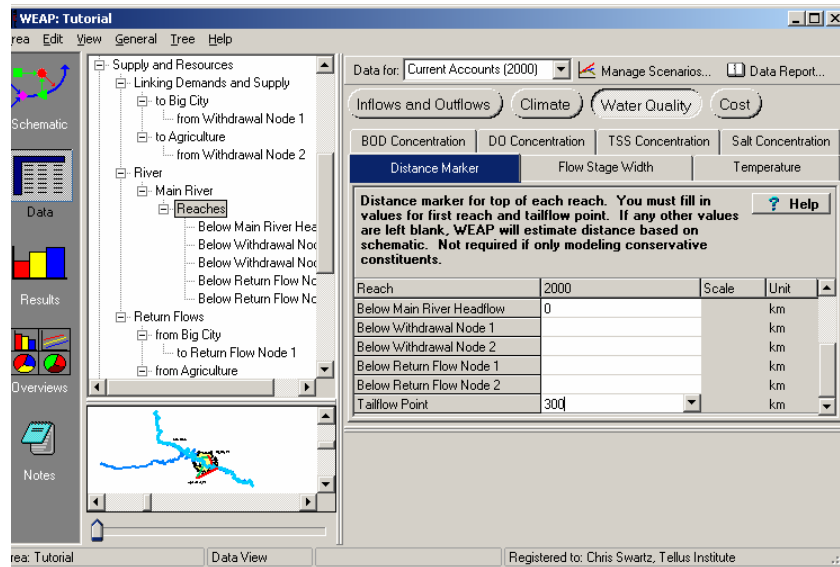 WEAP: Tutorial
rea Edit View General Tree Help
Schematic
Data
Results
Overviews
Notes
Supply and Resources
Linking Demands and Supply
to Big City
from Withdrawal Node 1
to Agriculture
from Withdrawal Node 2
River
Main River
Reaches
Below Main River Hea
Below Withdrawal Noc
Below Withdrawal Noc
Below Return Flow Nc
Below Return Flow Nc
Return Flows
from Big City
to Return Flow Node 1
from Agriculture
Data for: Current Accounts (2000) Manage Scenarios... Data Report...
Inflows and Outflows Climate Water Quality Cost
BOD Concentration DO Concentration TSS Concentration Salt Concentration
Distance Marker Flow Stage Width Temperature
Distance marker for top of each reach. You must fill in
values for first reach and tailflow point. If any other values
are left blank, WEAP will estimate distance based on
schematic. Not required if only modeling conservative
constituents.
? Help
Reach 2000 Scale Unit
Below Main River Headflow 0 km
Below Withdrawal Node 1 km
Below Withdrawal Node 2 km
Below Return Flow Node 1 km
Below Return Flow Node 2 km
Tailflow Point 300 km
rea: Tutorial Data View Registered to: Chris Swartz, Tellus Institute